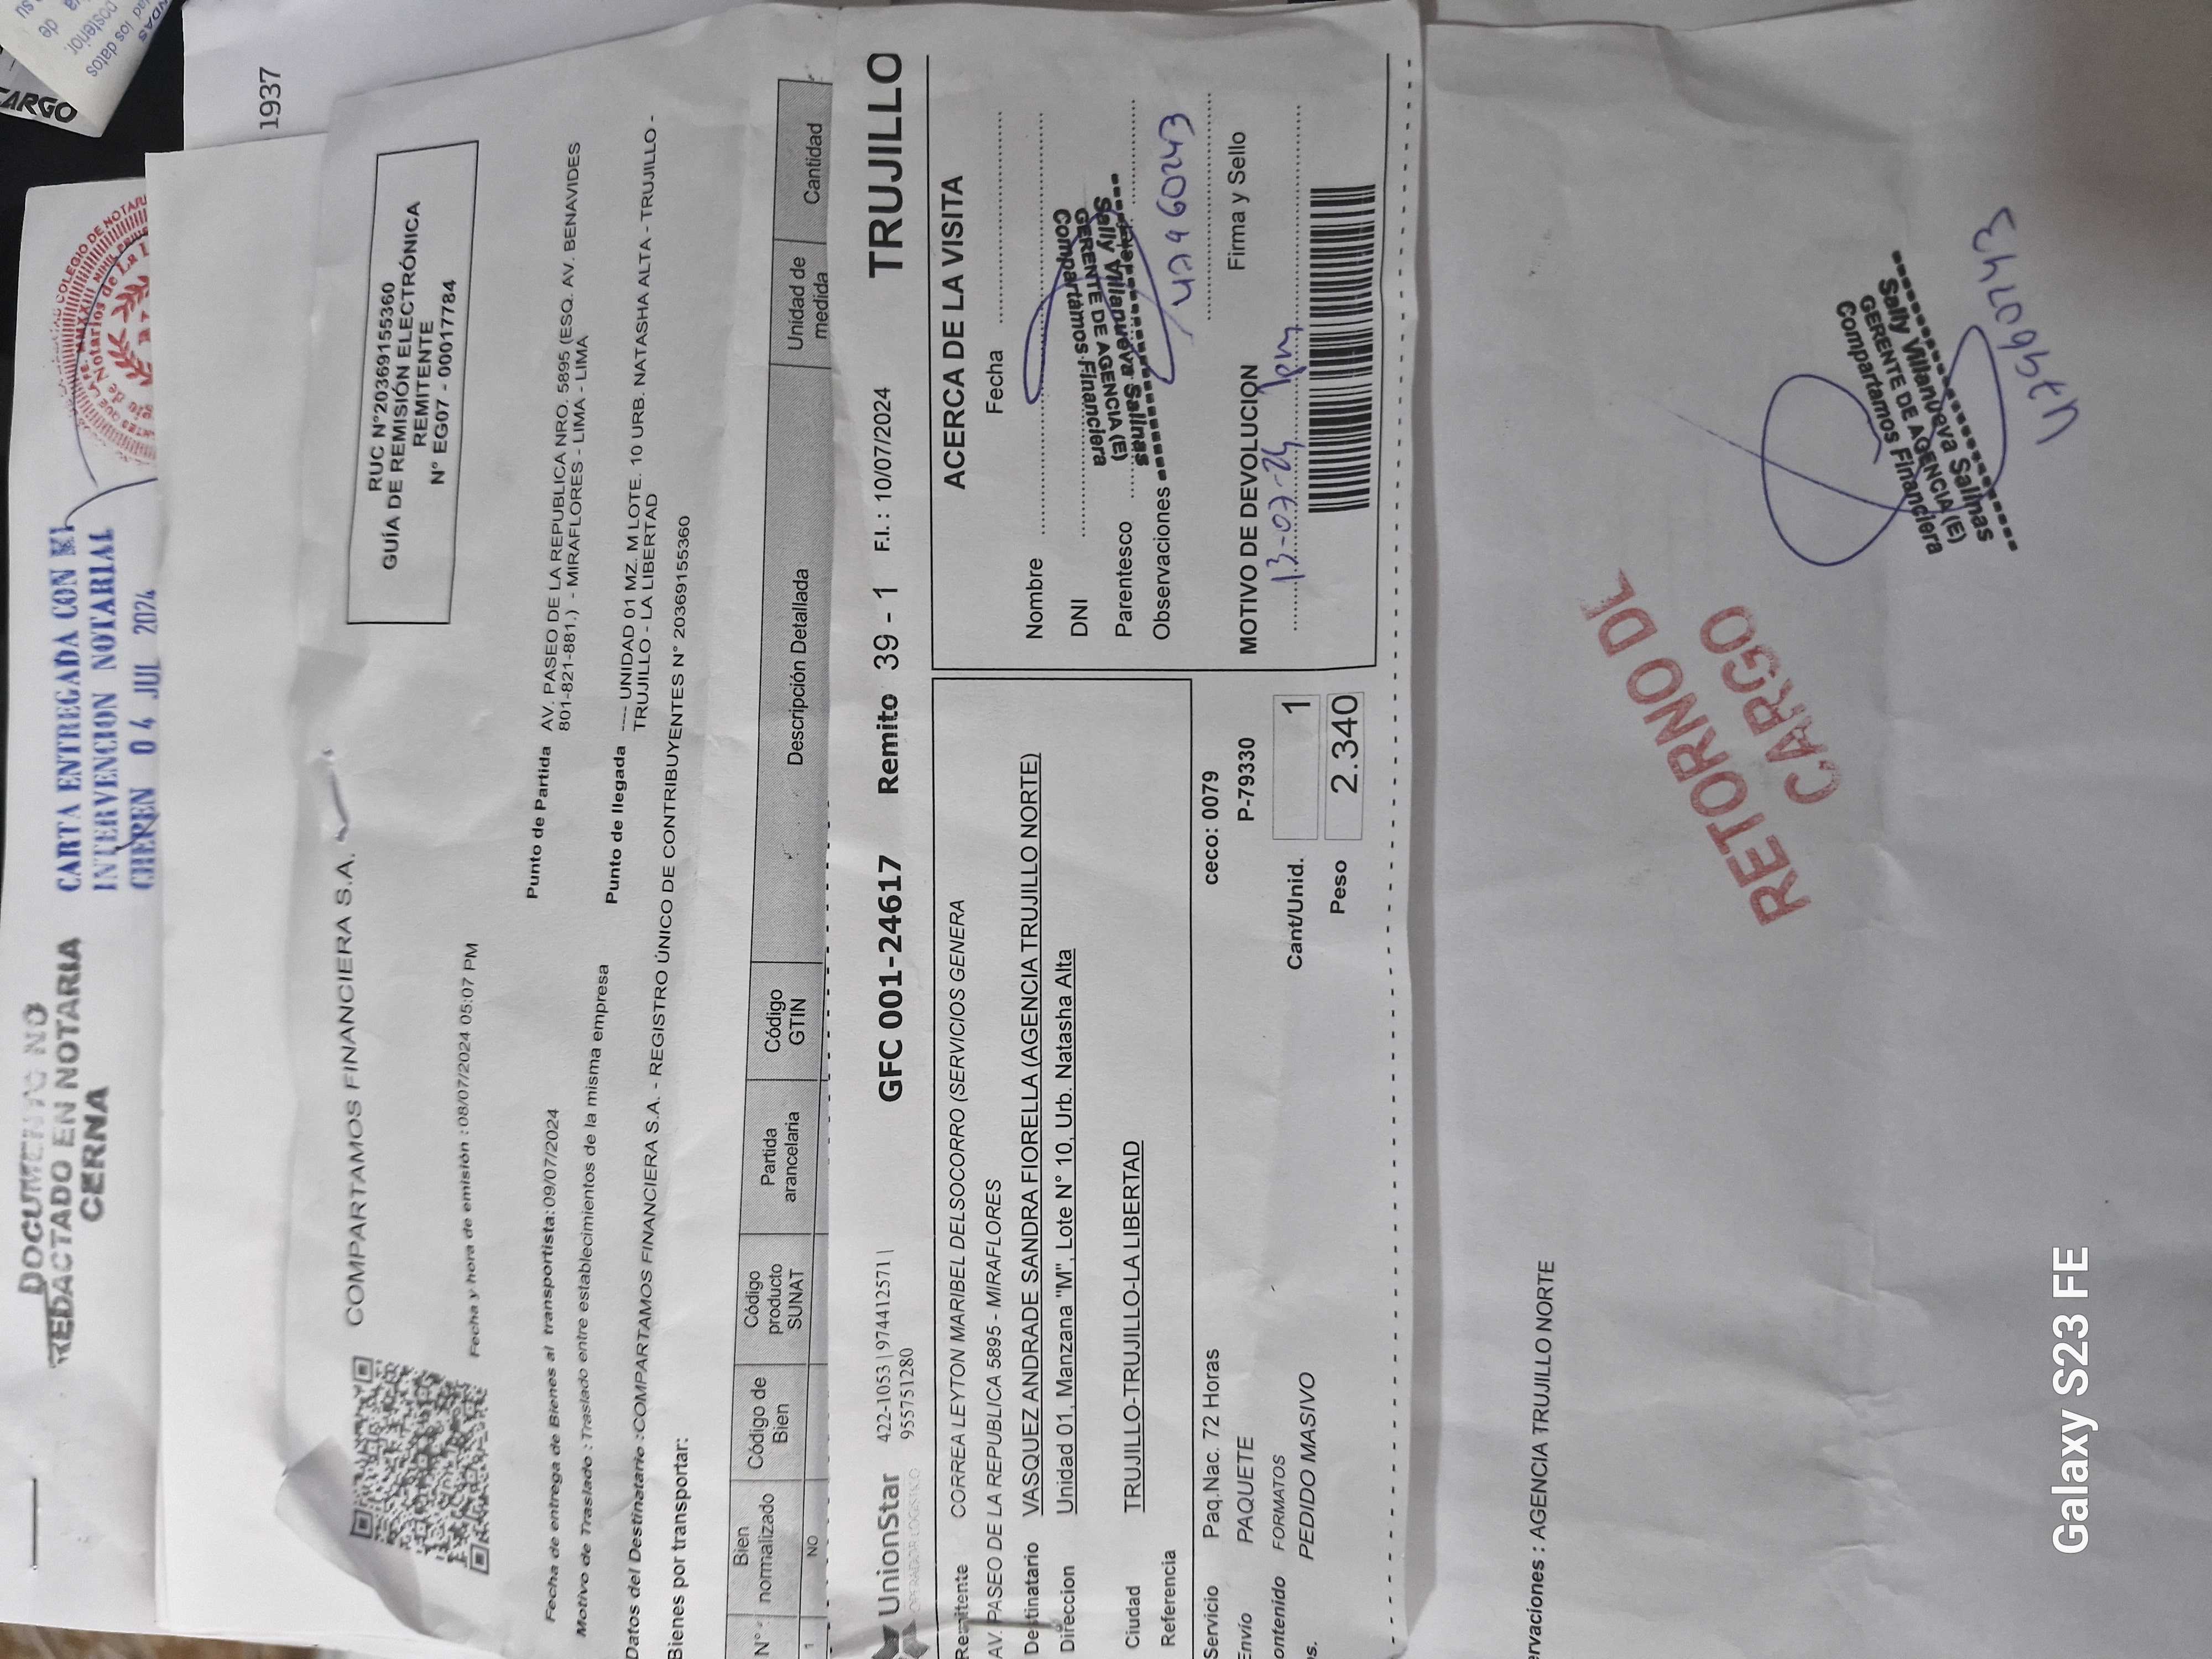 1937
CARGO
DOCUMENTO NO
REDACTADO EN NOTARIA
CERNA
CARTA ENTREGADA CON MI
INTERVENCION NOTARIAL
CHEPEN 04 JUL 2024
COMPARTAMOS FINANCIERA S.A.
RUC N°20369155360
GUÍA DE REMISIÓN ELECTRÓNICA
REMITENTE
N° EG07 - 00017784
Fecha y hora de emisión :08/07/2024 05:07 PM
Punto de Partida AV. PASEO DE LA REPUBLICA NRO. 5895 (ESQ. AV. BENAVIDES
801-821-881,) - MIRAFLORES - LIMA - LIMA
Fecha de entrega de Bienes al transportista:09/07/2024
Motivo de Traslado :Traslado entre establecimientos de la misma empresa
Punto de llegada ---- UNIDAD 01 MZ. M LOTE. 10 URB. NATASHA ALTA - TRUJILLO -
TRUJILLO - LA LIBERTAD
Datos del Destinatario :COMPARTAMOS FINANCIERA S.A. - REGISTRO ÚNICO DE CONTRIBUYENTES N° 20369155360
Bienes por transportar:
N° Bien normalizado Código de Bien Código producto SUNAT Partida arancelaria Código GTIN Descripción Detallada Unidad de medida Cantidad
1 NO
UnionStar
OPERADOR LOGISTICO
422-1053 | 974412571 |
955751280
GFC 001-24617 Remito 39 - 1 F.I. : 10/07/2024 TRUJILLO
Remitente CORREA LEYTON MARIBEL DELSOCORRO (SERVICIOS GENERA
AV. PASEO DE LA REPUBLICA 5895 - MIRAFLORES
Destinatario VASQUEZ ANDRADE SANDRA FIORELLA (AGENCIA TRUJILLO NORTE)
Direccion Unidad 01, Manzana "M", Lote N° 10, Urb. Natasha Alta
Ciudad TRUJILLO-TRUJILLO-LA LIBERTAD
Referencia
Servicio Paq.Nac. 72 Horas ceco: 0079
Envío PAQUETE P-79330
ontenido FORMATOS
PEDIDO MASIVO
Cant/Unid. 1
Peso 2.340
ACERCA DE LA VISITA
Fecha
Nombre
DNI
Parentesco
Observaciones
Sally Villanueva Salinas
GERENTE DE AGENCIA (E)
Compartamos Financiera
47960743
MOTIVO DE DEVOLUCION Firma y Sello
13-07-24 1pm
rvaciones : AGENCIA TRUJILLO NORTE
RETORNO DE
CARGO
Sally Villanueva Salinas
GERENTE DE AGENCIA (E)
Compartamos Financiera
47960743
Galaxy S23 FE